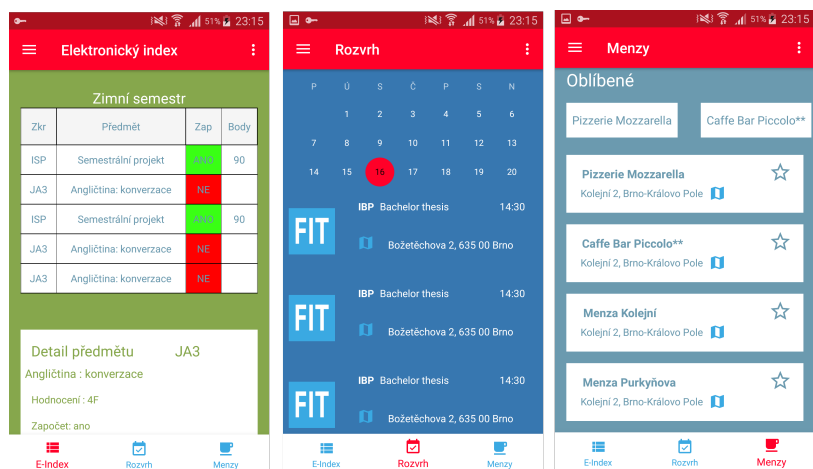 51% 23:15
Elektronický index
Zimní semestr
Zkr Předmět Zap Body
ISP Semestrální projekt ANO 90
JA3 Angličtina: konverzace NE
ISP Semestrální projekt ANO 90
JA3 Angličtina: konverzace NE
JA3 Angličtina: konverzace NE
Detail předmětu JA3
Angličtina : konverzace
Hodnocení : 4F
Započet: ano
E-Index Rozvrh Menzy
51% 23:15
Rozvrh
P Ú S Č P S N
1 2 3 4 5 6
7 8 9 10 11 12 13
14 15 16 17 18 19 20
IBP Bachelor thesis 14:30
FIT
Božetěchova 2, 635 00 Brno
IBP Bachelor thesis 14:30
FIT
Božetěchova 2, 635 00 Brno
IBP Bachelor thesis 14:30
FIT
Božetěchova 2, 635 00 Brno
E-Index Rozvrh Menzy
51% 23:15
Menzy
Oblíbené
Pizzerie Mozzarella Caffe Bar Piccolo**
Pizzerie Mozzarella
Kolejní 2, Brno-Královo Pole
Caffe Bar Piccolo**
Kolejní 2, Brno-Královo Pole
Menza Kolejní
Kolejní 2, Brno-Královo Pole
Menza Purkyňova
Kolejní 2, Brno-Královo Pole
E-Index Rozvrh Menzy